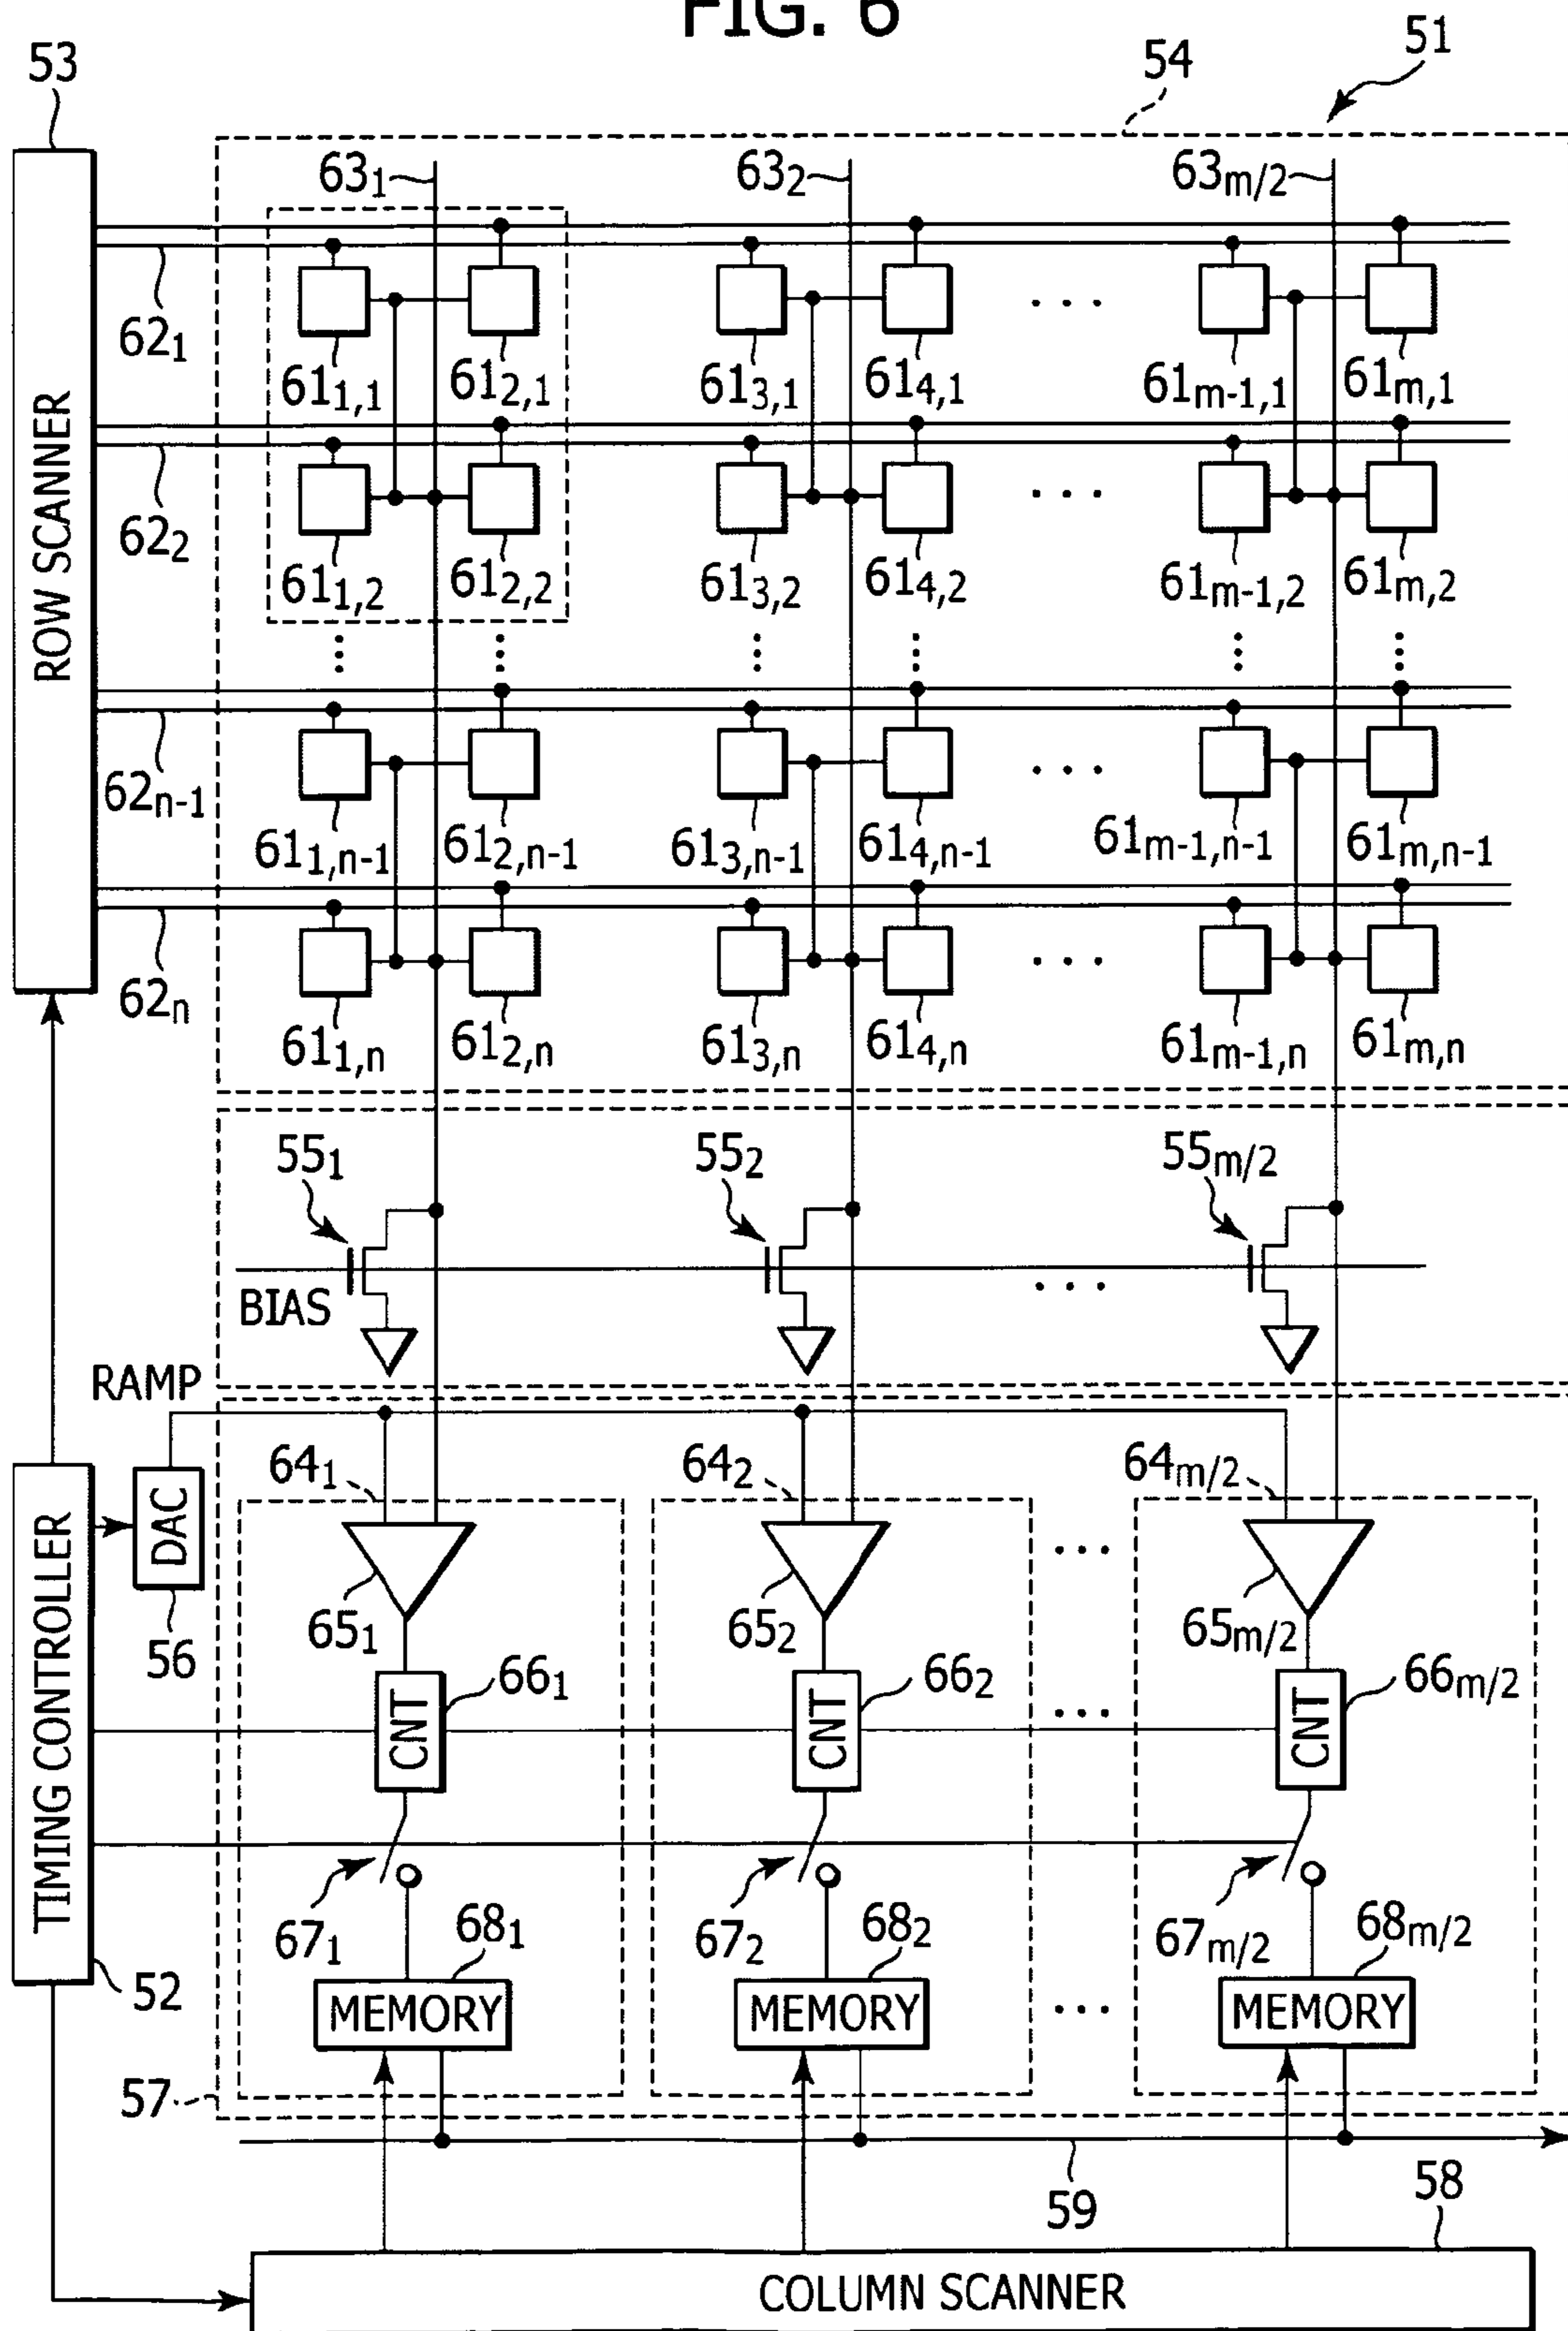 FIG. 6
53
54
51
63₁
63₂
63m/2
ROW SCANNER
62₁
61₁,₁
61₂,₁
61₃,₁
61₄,₁
61m-1,1
61m,1
62₂
61₁,₂
61₂,₂
61₃,₂
61₄,₂
61m-1,2
61m,2
62n-1
61₁,n-1
61₂,n-1
61₃,n-1
61₄,n-1
61m-1,n-1
61m,n-1
62n
61₁,n
61₂,n
61₃,n
61₄,n
61m-1,n
61m,n
55₁
55₂
55m/2
BIAS
RAMP
64₁
64₂
64m/2
TIMING CONTROLLER
DAC
56
65₁
65₂
65m/2
CNT
66₁
CNT
66₂
CNT
66m/2
67₁
67₂
67m/2
68₁
68₂
68m/2
52
MEMORY
MEMORY
MEMORY
57
59
58
COLUMN SCANNER